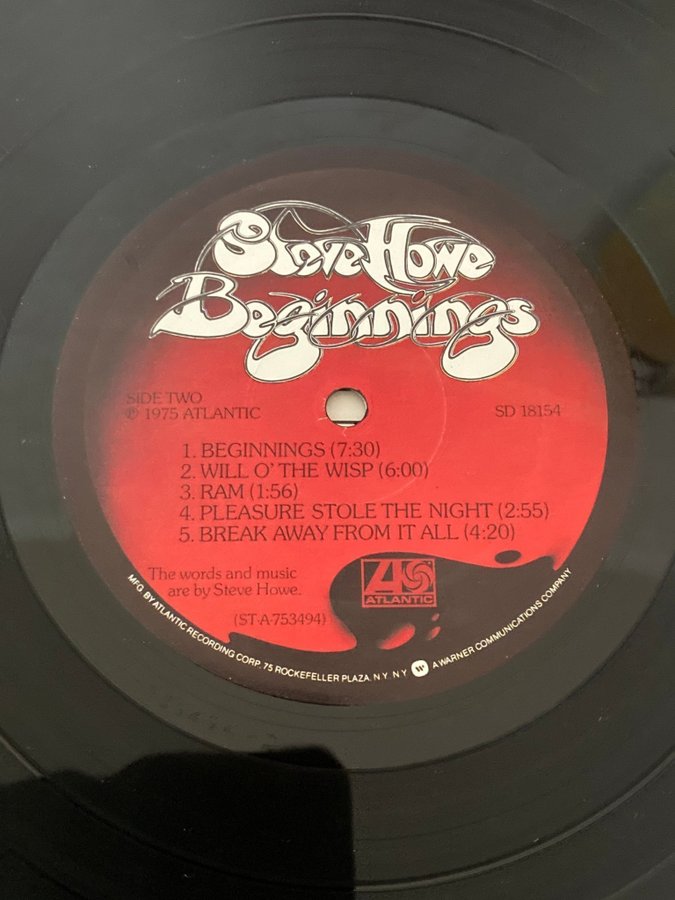 Steve Howe
Beginnings
SIDE TWO
℗ 1975 ATLANTIC
SD 18154
1. BEGINNINGS (7:30)
2. WILL O' THE WISP (6:00)
3. RAM (1:56)
4. PLEASURE STOLE THE NIGHT (2:55)
5. BREAK AWAY FROM IT ALL (4:20)
The words and music
are by Steve Howe.
ATLANTIC
(ST-A-753494)
MFG. BY ATLANTIC RECORDING CORP. 75 ROCKEFELLER PLAZA. N.Y. N.Y. W A WARNER COMMUNICATIONS COMPANY